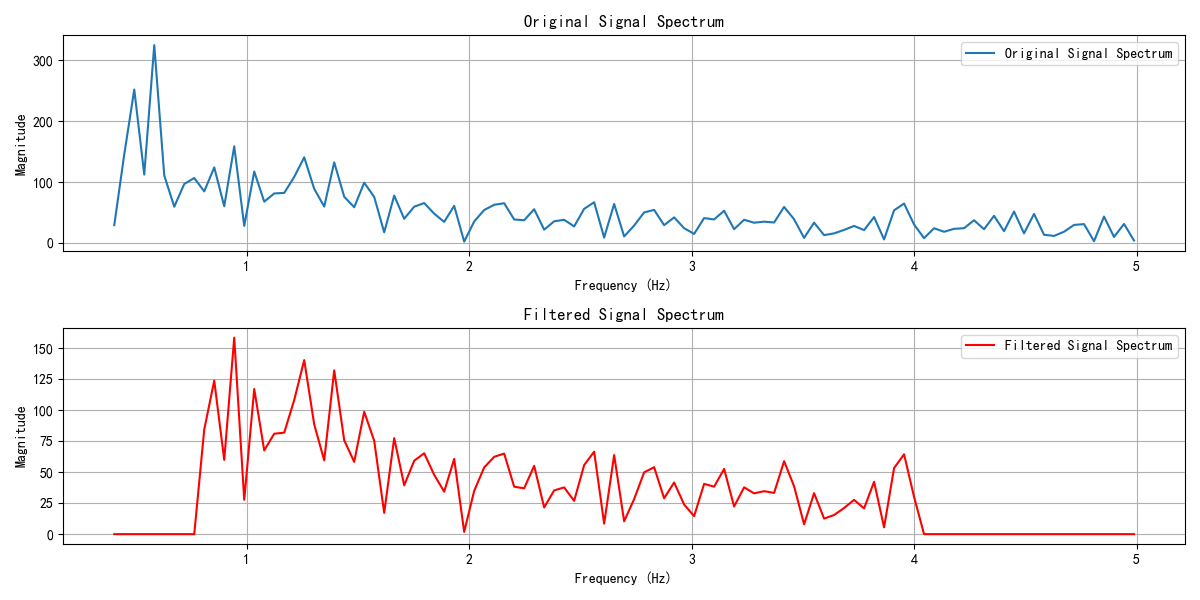 Original Signal Spectrum
Original Signal Spectrum
Magnitude
300
200
100
0
1 2 3 4 5
Frequency (Hz)
Filtered Signal Spectrum
Filtered Signal Spectrum
Magnitude
150
125
100
75
50
25
0
1 2 3 4 5
Frequency (Hz)